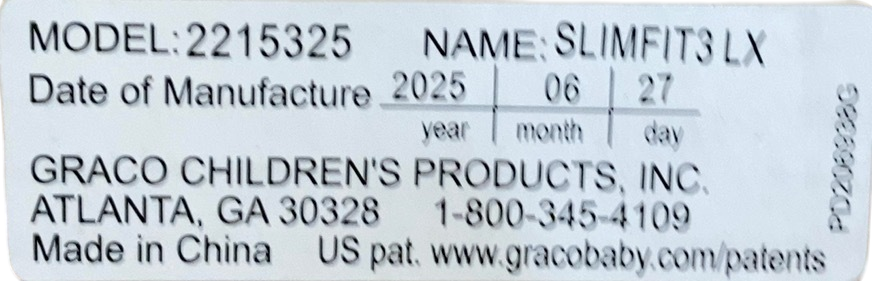 MODEL: 2215325 NAME: SLIMFIT3 LX
Date of Manufacture 2025 06 27
year month day
GRACO CHILDREN'S PRODUCTS, INC.
ATLANTA, GA 30328 1-800-345-4109
Made in China US pat. www.gracobaby.com/patents